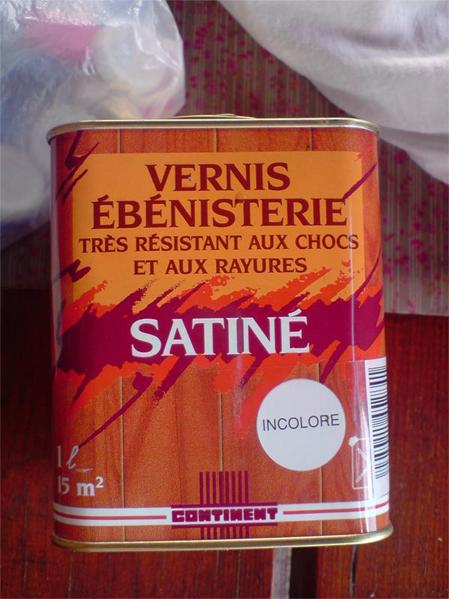 VERNIS
ÉBÉNISTERIE
TRÈS RÉSISTANT AUX CHOCS
ET AUX RAYURES
SATINÉ
INCOLORE
1 l
15 m²
CONTINENT